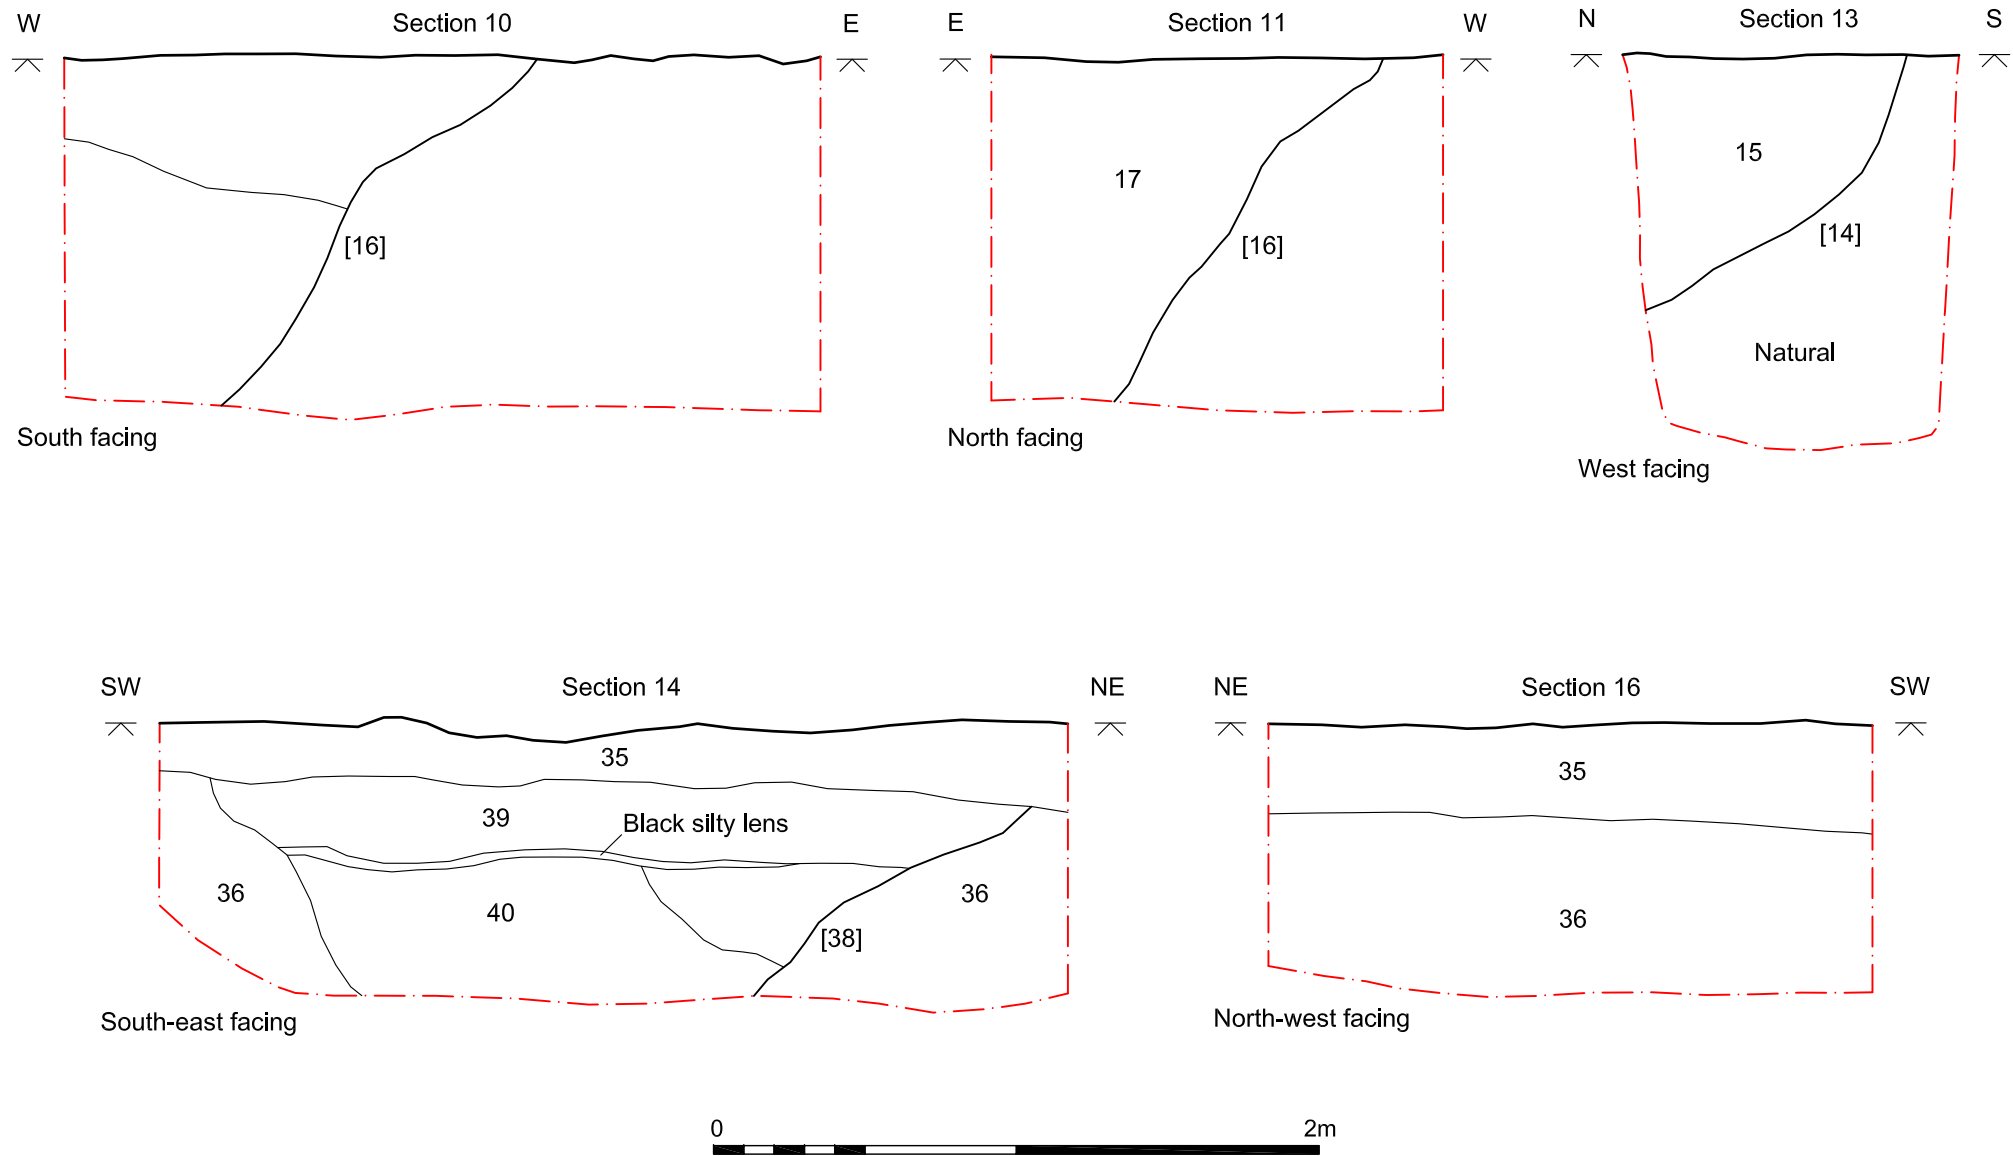 W Section 10 E
E Section 11 W
N Section 13 S
[16]
South facing
17
[16]
North facing
15
[14]
Natural
West facing
SW Section 14 NE
NE Section 16 SW
35
39
Black silty lens
36
40
36
[38]
South-east facing
35
36
North-west facing
0 2m